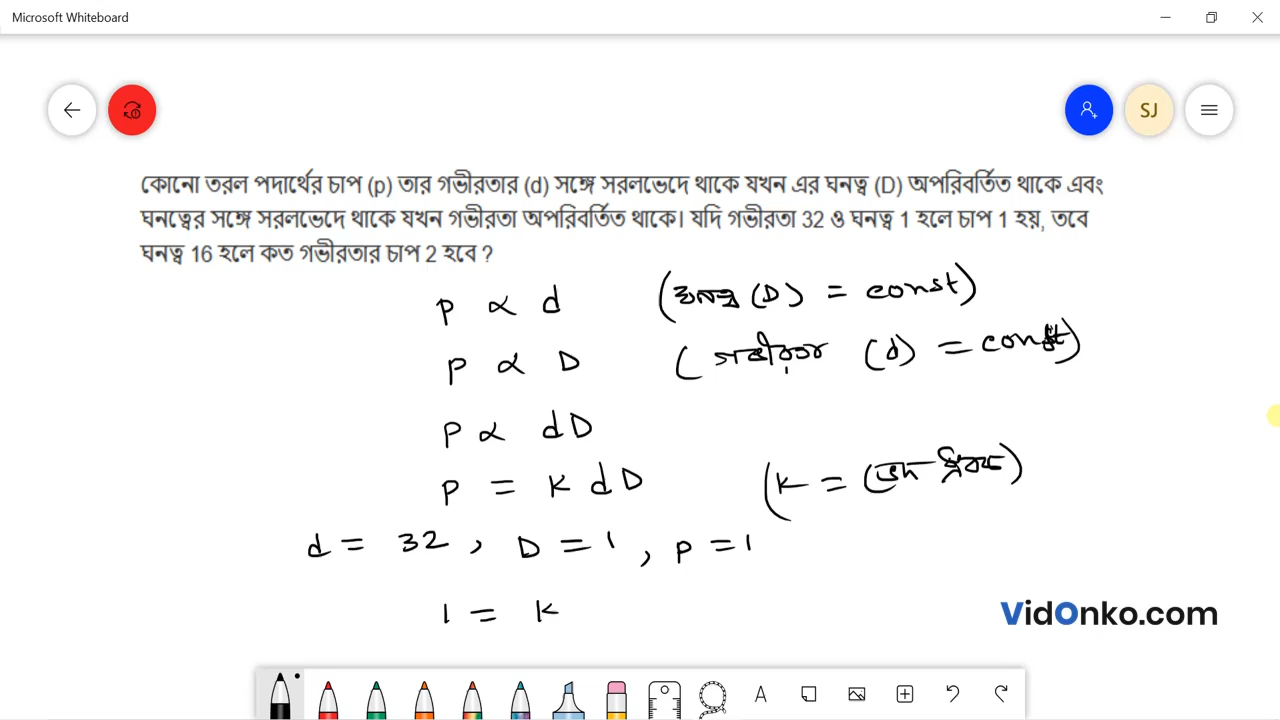 Microsoft Whiteboard
SJ
কোনো তরল পদার্থের চাপ (p) তার গভীরতার (d) সঙ্গে সরলভেদে থাকে যখন এর ঘনত্ব (D) অপরিবর্তিত থাকে এবং
ঘনত্বের সঙ্গে সরলভেদে থাকে যখন গভীরতা অপরিবর্তিত থাকে। যদি গভীরতা 32 ও ঘনত্ব 1 হলে চাপ 1 হয়, তবে
ঘনত্ব 16 হলে কত গভীরতার চাপ 2 হবে ?
p ∝ d (ঘনত্ব (D) = const)
p ∝ D ( (d) = const)
p ∝ dD
p = K dD (K = ভেদ ধ্রুবক)
d = 32 , D = 1 , p = 1
1 = K
VidOnko.com
A